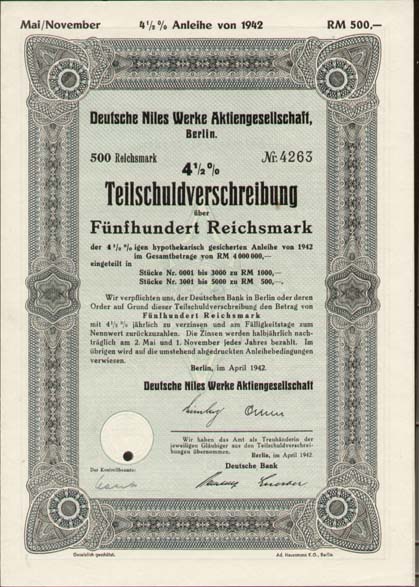 Mai/November 4½% Anleihe von 1942 RM 500,—
Deutsche Niles Werke Aktiengesellschaft,
Berlin.
500 Reichsmark Nr. 4263
4½%
Teilschuldverschreibung
über
Fünfhundert Reichsmark
der 4½%igen hypothekarisch gesicherten Anleihe von 1942
im Gesamtbetrage von RM 4000000,—
eingeteilt in
Stücke Nr. 0001 bis 3000 zu RM 1000,—
Stücke Nr. 3001 bis 5000 zu RM 500,—
Wir verpflichten uns, der Deutschen Bank in Berlin oder deren
Order auf Grund dieser Teilschuldverschreibung den Betrag von
Fünfhundert Reichsmark
mit 4½% jährlich zu verzinsen und am Fälligkeitstage zum
Nennwert zurückzuzahlen. Die Zinsen werden halbjährlich nach-
träglich am 2. Mai und 1. November jedes Jahres bezahlt. Im
übrigen wird auf die umstehend abgedruckten Anleihebedingungen
verwiesen.
Berlin, im April 1942.
Deutsche Niles Werke Aktiengesellschaft
Wir haben das Amt als Treuhänderin der
jeweiligen Gläubiger aus den Teilschuldverschrei-
bungen übernommen.
Berlin, im April 1942.
Deutsche Bank
Der Kontrollbeamte:
Gesetzlich geschützt.
Ad. Haussmann K.G., Berlin.